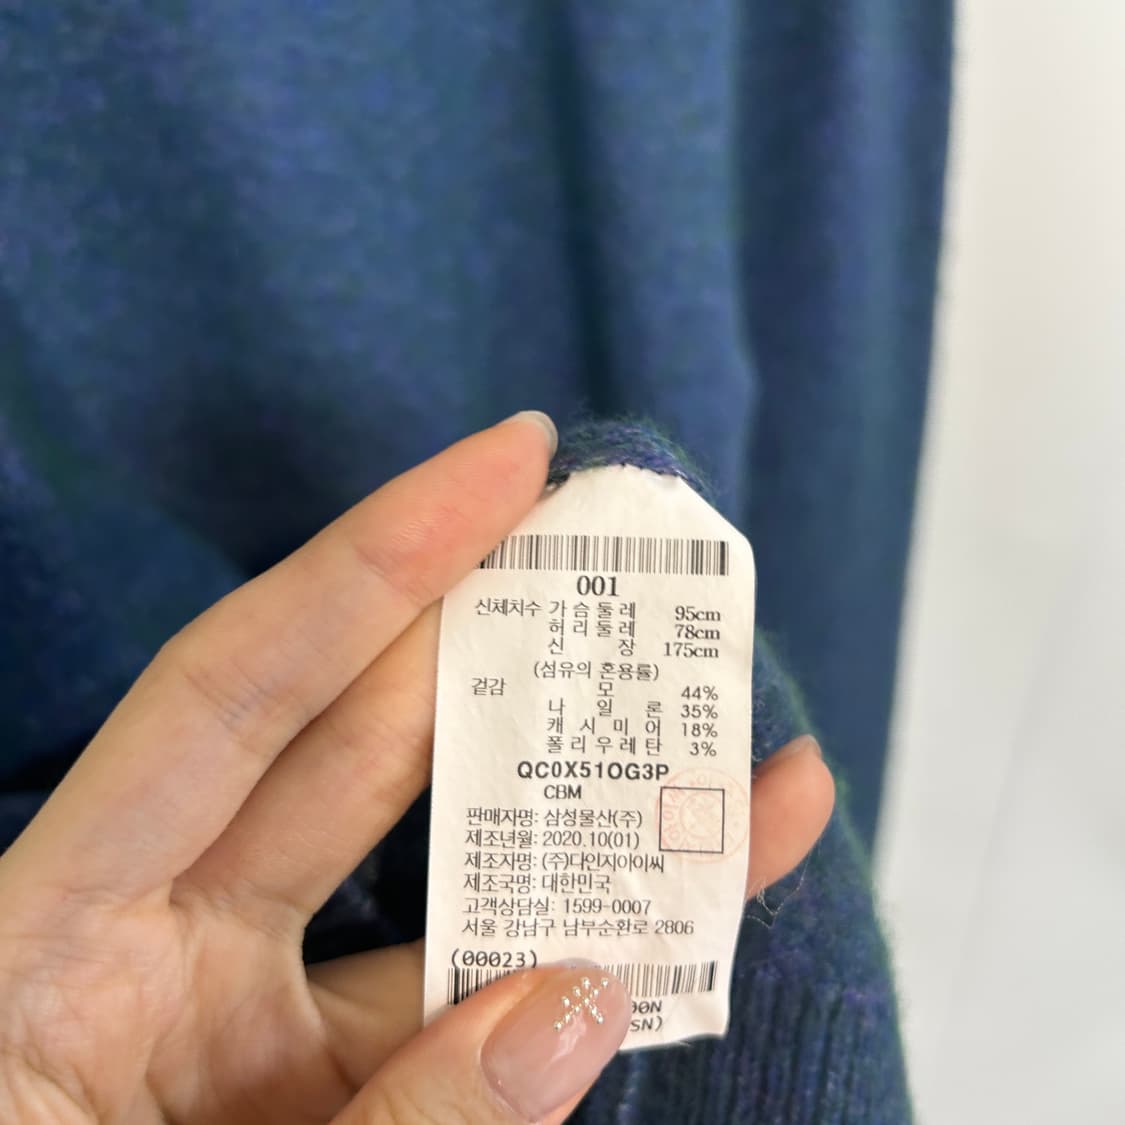 001
신체치수 가슴둘레 95cm
허리둘레 78cm
신장 175cm
(섬유의 혼용률)
겉감 모 44%
나일론 35%
캐시미어 18%
폴리우레탄 3%
QC0X51OG3P
CBM
판매자명: 삼성물산(주)
제조년월: 2020.10(01)
제조자명: (주)다인지아이씨
제조국명: 대한민국
고객상담실: 1599-0007
서울 강남구 남부순환로 2806
(00023)